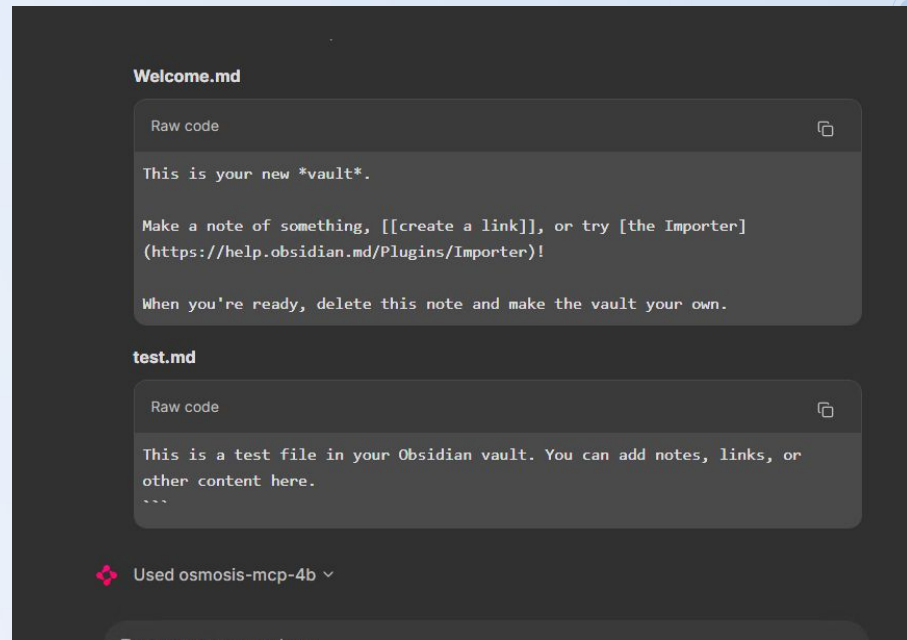 Welcome.md
Raw code
This is your new *vault*.
Make a note of something, [[create a link]], or try [the Importer]
(https://help.obsidian.md/Plugins/Importer)!
When you're ready, delete this note and make the vault your own.
test.md
Raw code
This is a test file in your Obsidian vault. You can add notes, links, or
other content here.
```
Used osmosis-mcp-4b